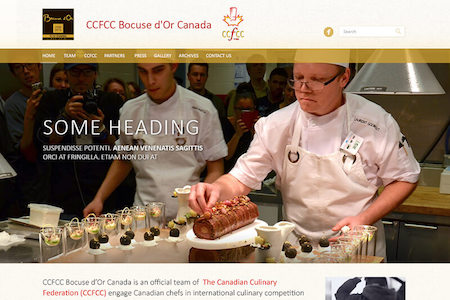 Bocuse d'Or
CCFCC Bocuse d'Or Canada
CCFCC
Search
HOME TEAM CCFCC PARTNERS PRESS GALLERY ARCHIVES CONTACT US
SOME HEADING
SUSPENDISSE POTENTI. AENEAN VENENATIS SAGITTIS
ORCI AT FRINGILLA. ETIAM NON DUI AT
CCFCC Bocuse d'Or Canada is an official team of The Canadian Culinary
Federation (CCFCC) engage Canadian chefs in international culinary competition